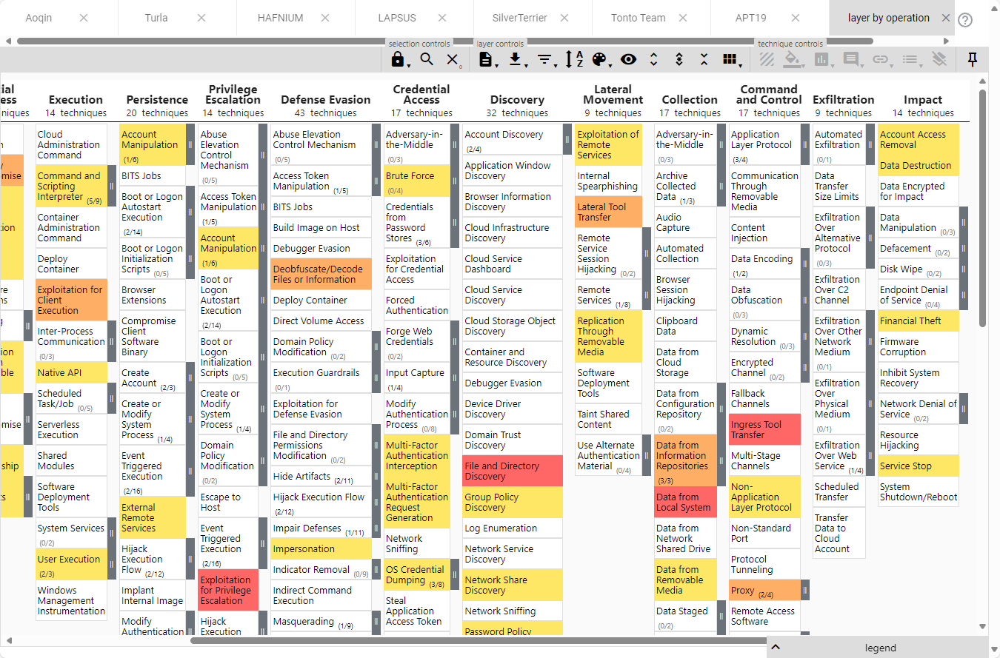 Aoqin
Turla
HAFNIUM
LAPSUS
SilverTerrier
Tonto Team
APT19
layer by operation
selection controls
layer controls
technique controls
ial
ess
niques
mise
ion
re
ns
g
ion
n
ble
mise
ship
ts
Execution
14 techniques
Cloud
Administration
Command
Command and
Scripting
Interpreter (5/9)
Container
Administration
Command
Deploy
Container
Exploitation for
Client
Execution
Inter-Process
Communication
(0/3)
Native API
Scheduled
Task/Job (0/5)
Serverless
Execution
Shared
Modules
Software
Deployment
Tools
System Services
(0/2)
User Execution
(2/3)
Windows
Management
Instrumentation
Persistence
20 techniques
Account
Manipulation
(1/6)
BITS Jobs
Boot or Logon
Autostart
Execution
(2/14)
Boot or Logon
Initialization
Scripts (0/5)
Browser
Extensions
Compromise
Client
Software
Binary
Create
Account (2/3)
Create or
Modify
System
Process (1/4)
Event
Triggered
Execution
(2/16)
External
Remote
Services
Hijack
Execution
Flow (2/12)
Implant
Internal Image
Modify
Authentication
Privilege
Escalation
14 techniques
Abuse
Elevation
Control
Mechanism
(0/5)
Access Token
Manipulation
(1/5)
Account
Manipulation
(1/6)
Boot or
Logon
Autostart
Execution
(2/14)
Boot or
Logon
Initialization
Scripts (0/5)
Create or
Modify
System
Process (1/4)
Domain
Policy
Modification
(0/2)
Escape to
Host
Event
Triggered
Execution
(2/16)
Exploitation
for Privilege
Escalation
Hijack
Execution
Defense Evasion
43 techniques
Abuse Elevation
Control Mechanism
(0/5)
Access Token
Manipulation (1/5)
BITS Jobs
Build Image on Host
Debugger Evasion
Deobfuscate/Decode
Files or Information
Deploy Container
Direct Volume Access
Domain Policy
Modification (0/2)
Execution Guardrails
(0/1)
Exploitation for
Defense Evasion
File and Directory
Permissions
Modification (0/2)
Hide Artifacts (2/11)
Hijack Execution Flow
(2/12)
Impair Defenses (1/11)
Impersonation
Indicator Removal (0/9)
Indirect Command
Execution
Masquerading (1/9)
Credential
Access
17 techniques
Adversary-in-
the-Middle
(0/3)
Brute Force
(0/4)
Credentials
from
Password
Stores (3/6)
Exploitation
for Credential
Access
Forced
Authentication
Forge Web
Credentials
(0/2)
Input Capture
(1/4)
Modify
Authentication
Process (0/8)
Multi-Factor
Authentication
Interception
Multi-Factor
Authentication
Request
Generation
Network
Sniffing
OS Credential
Dumping (3/8)
Steal
Application
Access Token
Discovery
32 techniques
Account Discovery
(2/4)
Application Window
Discovery
Browser Information
Discovery
Cloud Infrastructure
Discovery
Cloud Service
Dashboard
Cloud Service
Discovery
Cloud Storage Object
Discovery
Container and
Resource Discovery
Debugger Evasion
Device Driver
Discovery
Domain Trust
Discovery
File and Directory
Discovery
Group Policy
Discovery
Log Enumeration
Network Service
Discovery
Network Share
Discovery
Network Sniffing
Password Policy
Lateral
Movement
9 techniques
Exploitation of
Remote
Services
Internal
Spearphishing
Lateral Tool
Transfer
Remote
Service
Session
Hijacking (0/2)
Remote
Services (1/8)
Replication
Through
Removable
Media
Software
Deployment
Tools
Taint Shared
Content
Use Alternate
Authentication
Material (0/4)
Collection
17 techniques
Adversary-in-
the-Middle
(0/3)
Archive
Collected
Data (1/3)
Audio
Capture
Automated
Collection
Browser
Session
Hijacking
Clipboard
Data
Data from
Cloud
Storage
Data from
Configuration
Repository
(0/2)
Data from
Information
Repositories
(3/3)
Data from
Local System
Data from
Network
Shared Drive
Data from
Removable
Media
Data Staged
(0/2)
Command
and Control
17 techniques
Application
Layer Protocol
(3/4)
Communication
Through
Removable
Media
Content
Injection
Data Encoding
(1/2)
Data
Obfuscation
(0/3)
Dynamic
Resolution (0/3)
Encrypted
Channel (0/2)
Fallback
Channels
Ingress Tool
Transfer
Multi-Stage
Channels
Non-
Application
Layer Protocol
Non-Standard
Port
Protocol
Tunneling
Proxy (2/4)
Remote Access
Software
Exfiltration
9 techniques
Automated
Exfiltration
(0/1)
Data
Transfer
Size Limits
Exfiltration
Over
Alternative
Protocol
(0/3)
Exfiltration
Over C2
Channel
Exfiltration
Over Other
Network
Medium
(0/1)
Exfiltration
Over
Physical
Medium
(0/1)
Exfiltration
Over Web
Service (1/4)
Scheduled
Transfer
Transfer
Data to
Cloud
Account
Impact
14 techniques
Account Access
Removal
Data Destruction
Data Encrypted
for Impact
Data
Manipulation (0/3)
Defacement (0/2)
Disk Wipe (0/2)
Endpoint Denial
of Service (0/4)
Financial Theft
Firmware
Corruption
Inhibit System
Recovery
Network Denial of
Service (0/2)
Resource
Hijacking
Service Stop
System
Shutdown/Reboot
legend